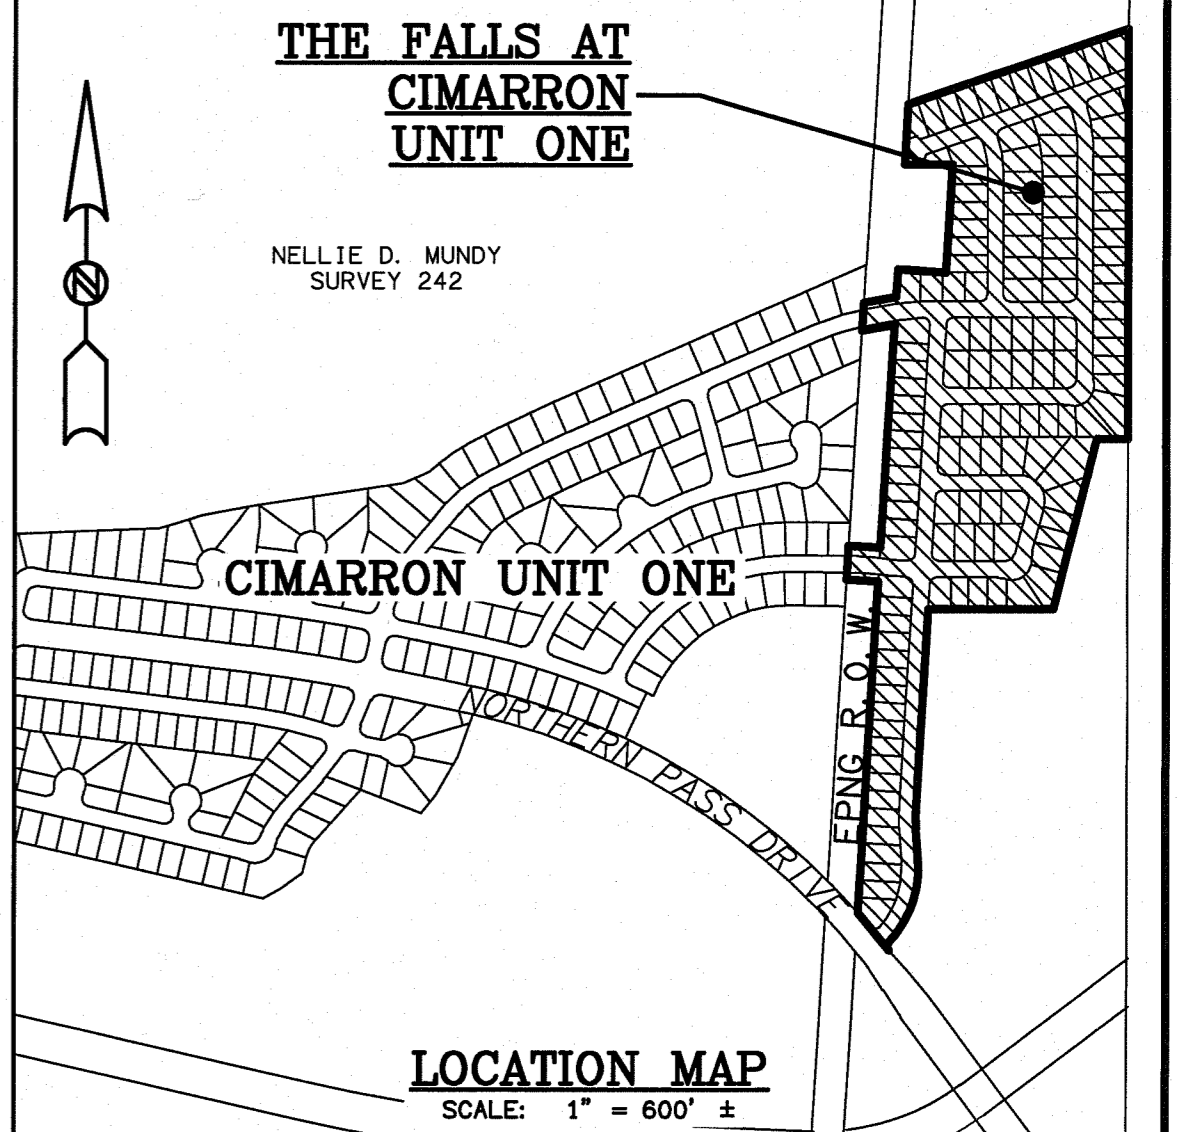 THE FALLS AT
CIMARRON
UNIT ONE
N
NELLIE D. MUNDY
SURVEY 242
CIMARRON UNIT ONE
NORTHERN PASS DRIVE
EPNG R. O. W.
LOCATION MAP
SCALE: 1" = 600' ±